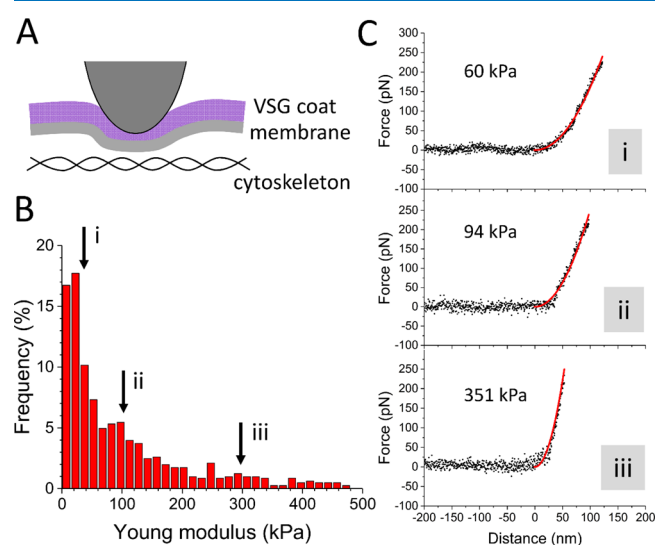 A
VSG coat
membrane
cytoskeleton
B
i
ii
iii
20
15
10
5
0
Frequency (%)
0 100 200 300 400 500
Young modulus (kPa)
C
300
250
200
150
100
50
0
-50
-100
Force (pN)
60 kPa
i
250
200
150
100
50
0
-50
-100
Force (pN)
94 kPa
ii
250
200
150
100
50
0
-50
-100
Force (pN)
351 kPa
iii
-200 -150 -100 -50 0 50 100 150 200
Distance (nm)